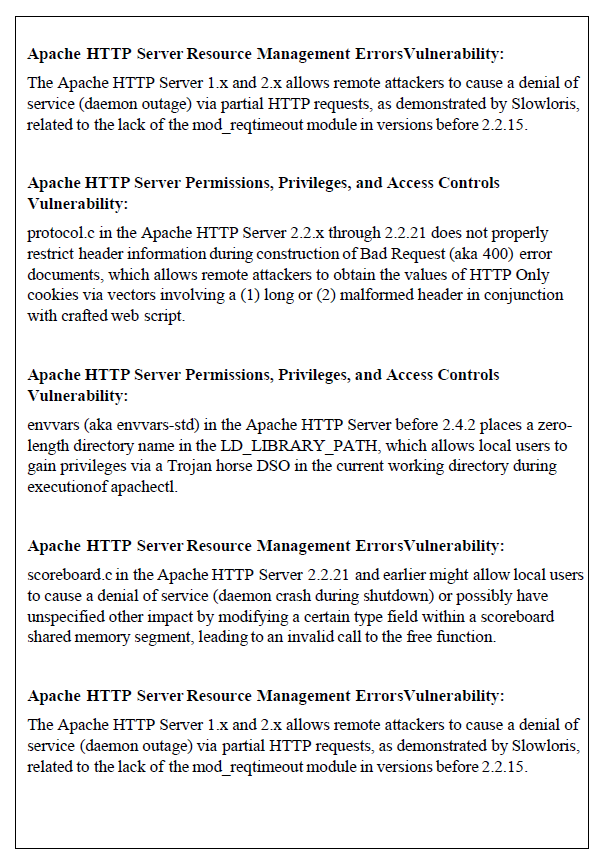 Apache HTTP Server Resource Management ErrorsVulnerability:
The Apache HTTP Server 1.x and 2.x allows remote attackers to cause a denial of
service (daemon outage) via partial HTTP requests, as demonstrated by Slowloris,
related to the lack of the mod_reqtimeout module in versions before 2.2.15.
Apache HTTP Server Permissions, Privileges, and Access Controls
Vulnerability:
protocol.c in the Apache HTTP Server 2.2.x through 2.2.21 does not properly
restrict header information during construction of Bad Request (aka 400) error
documents, which allows remote attackers to obtain the values of HTTP Only
cookies via vectors involving a (1) long or (2) malformed header in conjunction
with crafted web script.
Apache HTTP Server Permissions, Privileges, and Access Controls
Vulnerability:
envvars (aka envvars-std) in the Apache HTTP Server before 2.4.2 places a zero-
length directory name in the LD_LIBRARY_PATH, which allows local users to
gain privileges via a Trojan horse DSO in the current working directory during
executionof apachectl.
Apache HTTP Server Resource Management ErrorsVulnerability:
scoreboard.c in the Apache HTTP Server 2.2.21 and earlier might allow local users
to cause a denial of service (daemon crash during shutdown) or possibly have
unspecified other impact by modifying a certain type field within a scoreboard
shared memory segment, leading to an invalid call to the free function.
Apache HTTP Server Resource Management ErrorsVulnerability:
The Apache HTTP Server 1.x and 2.x allows remote attackers to cause a denial of
service (daemon outage) via partial HTTP requests, as demonstrated by Slowloris,
related to the lack of the mod_reqtimeout module in versions before 2.2.15.